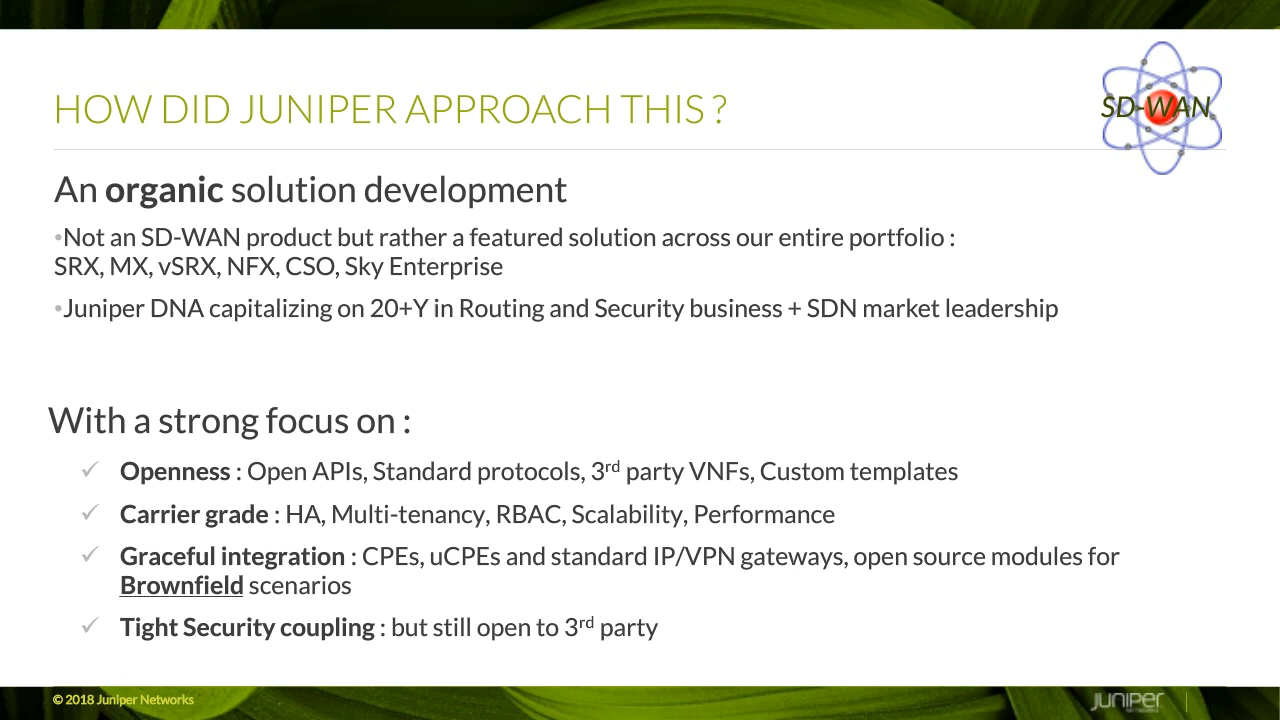 HOW DID JUNIPER APPROACH THIS ?
SD-WAN
An organic solution development
•Not an SD-WAN product but rather a featured solution across our entire portfolio :
SRX, MX, vSRX, NFX, CSO, Sky Enterprise
•Juniper DNA capitalizing on 20+Y in Routing and Security business + SDN market leadership
With a strong focus on :
✓ Openness : Open APIs, Standard protocols, 3rd party VNFs, Custom templates
✓ Carrier grade : HA, Multi-tenancy, RBAC, Scalability, Performance
✓ Graceful integration : CPEs, uCPEs and standard IP/VPN gateways, open source modules for
Brownfield scenarios
✓ Tight Security coupling : but still open to 3rd party
© 2018 Juniper Networks
JUNIPER